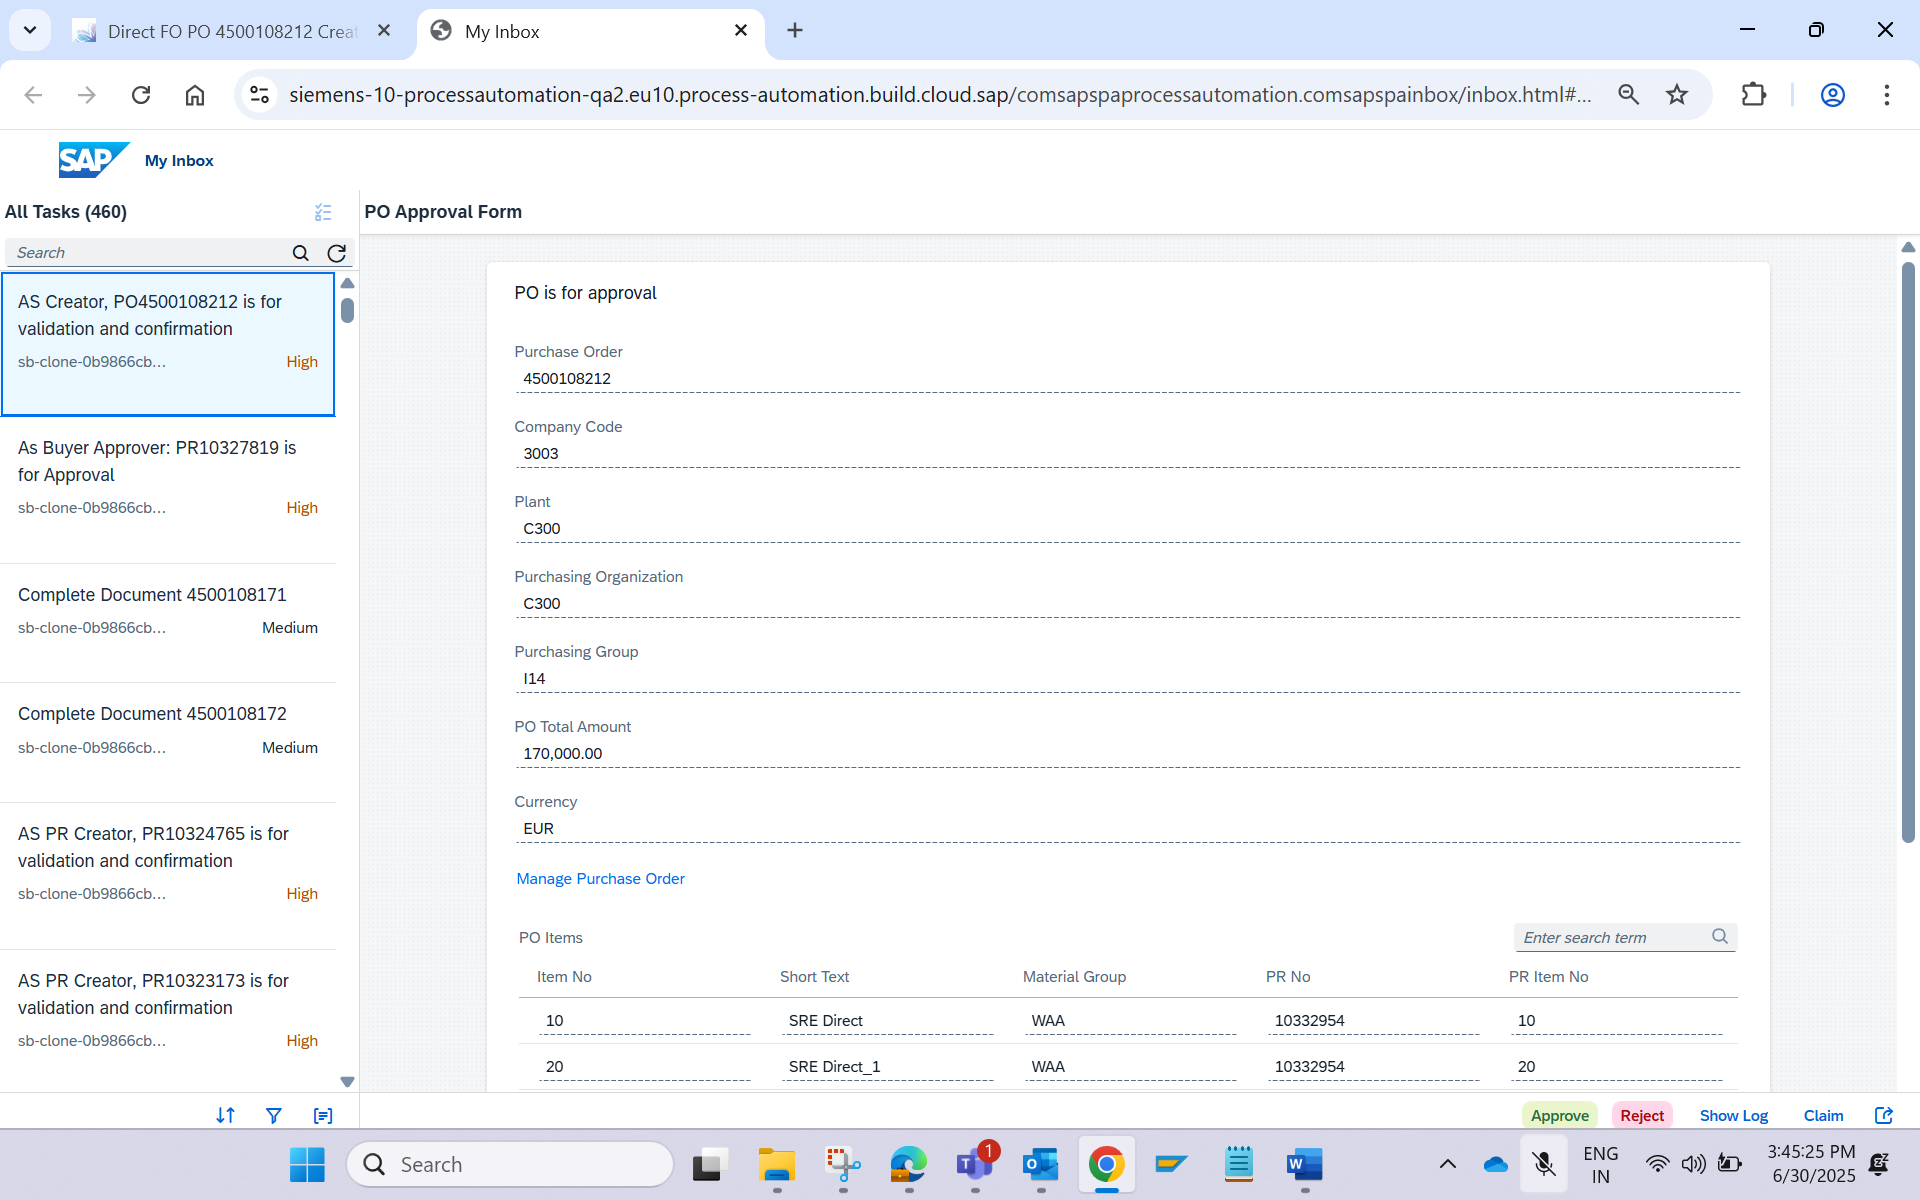 Direct FO PO 4500108212 Creat
My Inbox
siemens-10-processautomation-qa2.eu10.process-automation.build.cloud.sap/comsapspaprocessautomation.comsapspainbox/inbox.html#...
SAP My Inbox
All Tasks (460)
Search
AS Creator, PO4500108212 is for
validation and confirmation
sb-clone-0b9866cb... High
As Buyer Approver: PR10327819 is
for Approval
sb-clone-0b9866cb... High
Complete Document 4500108171
sb-clone-0b9866cb... Medium
Complete Document 4500108172
sb-clone-0b9866cb... Medium
AS PR Creator, PR10324765 is for
validation and confirmation
sb-clone-0b9866cb... High
AS PR Creator, PR10323173 is for
validation and confirmation
sb-clone-0b9866cb... High
PO Approval Form
PO is for approval
Purchase Order
4500108212
Company Code
3003
Plant
C300
Purchasing Organization
C300
Purchasing Group
I14
PO Total Amount
170,000.00
Currency
EUR
Manage Purchase Order
PO Items Enter search term
Item No Short Text Material Group PR No PR Item No
10 SRE Direct WAA 10332954 10
20 SRE Direct_1 WAA 10332954 20
Approve Reject Show Log Claim
Search
1
ENG
IN
3:45:25 PM
6/30/2025